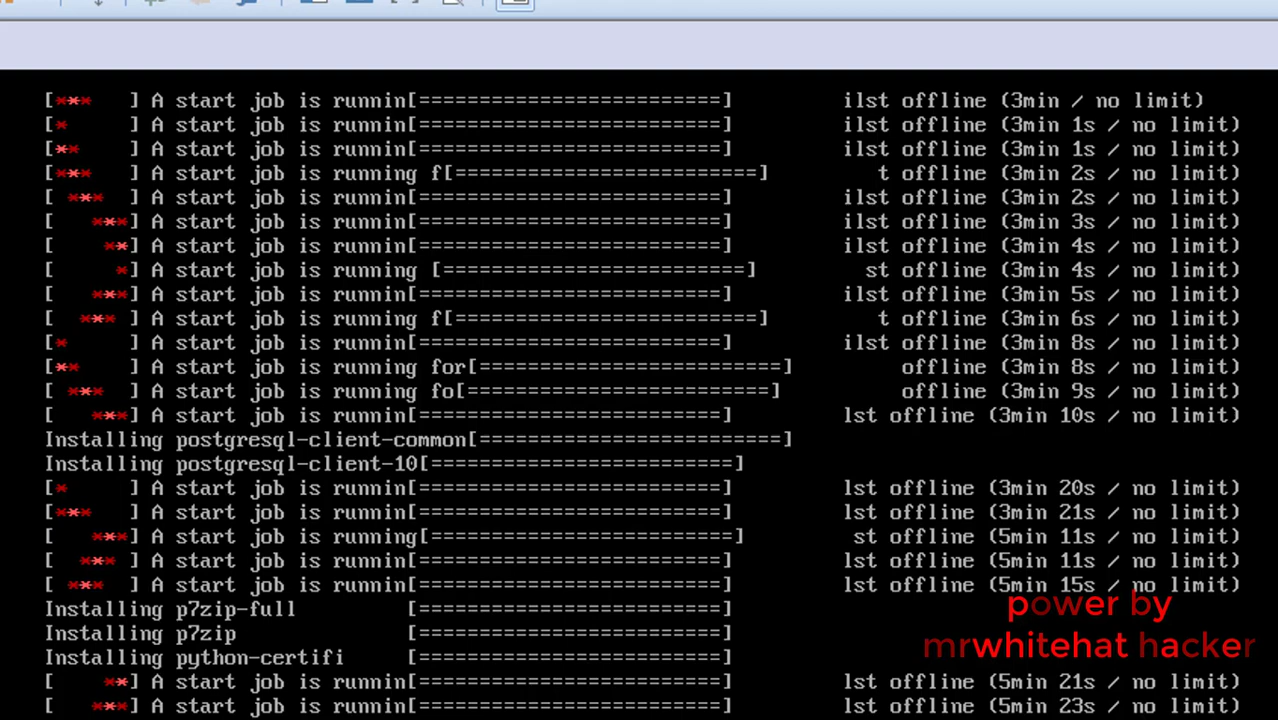 [***   ] A start job is runnin[=========================]         ilst offline (3min / no limit)
[*     ] A start job is runnin[=========================]         ilst offline (3min 1s / no limit)
[**    ] A start job is runnin[=========================]         ilst offline (3min 1s / no limit)
[***   ] A start job is running f[=========================]         t offline (3min 2s / no limit)
[ ***  ] A start job is runnin[=========================]         ilst offline (3min 2s / no limit)
[   ***] A start job is runnin[=========================]         ilst offline (3min 3s / no limit)
[    **] A start job is runnin[=========================]         ilst offline (3min 4s / no limit)
[     *] A start job is running [=========================]         st offline (3min 4s / no limit)
[   ***] A start job is runnin[=========================]         ilst offline (3min 5s / no limit)
[  *** ] A start job is running f[=========================]         t offline (3min 6s / no limit)
[*     ] A start job is runnin[=========================]         ilst offline (3min 8s / no limit)
[**    ] A start job is running for[=========================]         offline (3min 8s / no limit)
[ ***  ] A start job is running fo[=========================]          offline (3min 9s / no limit)
[   ***] A start job is runnin[=========================]         lst offline (3min 10s / no limit)
Installing postgresql-client-common[=========================]
Installing postgresql-client-10[=========================]
[*     ] A start job is runnin[=========================]         lst offline (3min 20s / no limit)
[***   ] A start job is runnin[=========================]         lst offline (3min 21s / no limit)
[   ***] A start job is running[=========================]         st offline (5min 11s / no limit)
[  *** ] A start job is runnin[=========================]         lst offline (5min 11s / no limit)
[ ***  ] A start job is runnin[=========================]         lst offline (5min 15s / no limit)
Installing p7zip-full         [=========================]
Installing p7zip              [=========================]
Installing python-certifi     [=========================]
[    **] A start job is runnin[=========================]         lst offline (5min 21s / no limit)
[   ***] A start job is runnin[=========================]         lst offline (5min 23s / no limit)
power by
mrwhitehat hacker